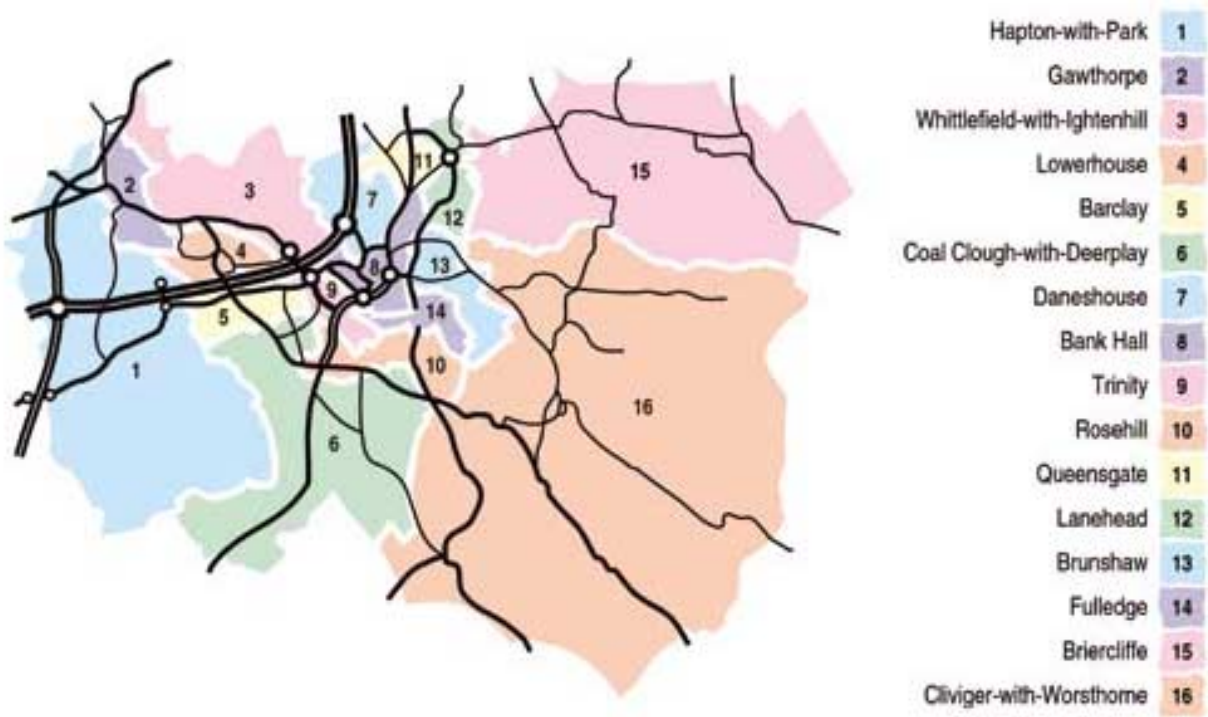 Hapton-with-Park 1
Gawthorpe 2
Whittlefield-with-Ightenhill 3
Lowerhouse 4
Barclay 5
Coal Clough-with-Deerplay 6
Daneshouse 7
Bank Hall 8
Trinity 9
Rosehill 10
Queensgate 11
Lanehead 12
Brunshaw 13
Fulledge 14
Briercliffe 15
Cliviger-with-Worsthorne 16
11
15
2
3
7
12
4
8
13
9
5
14
1
10
16
6